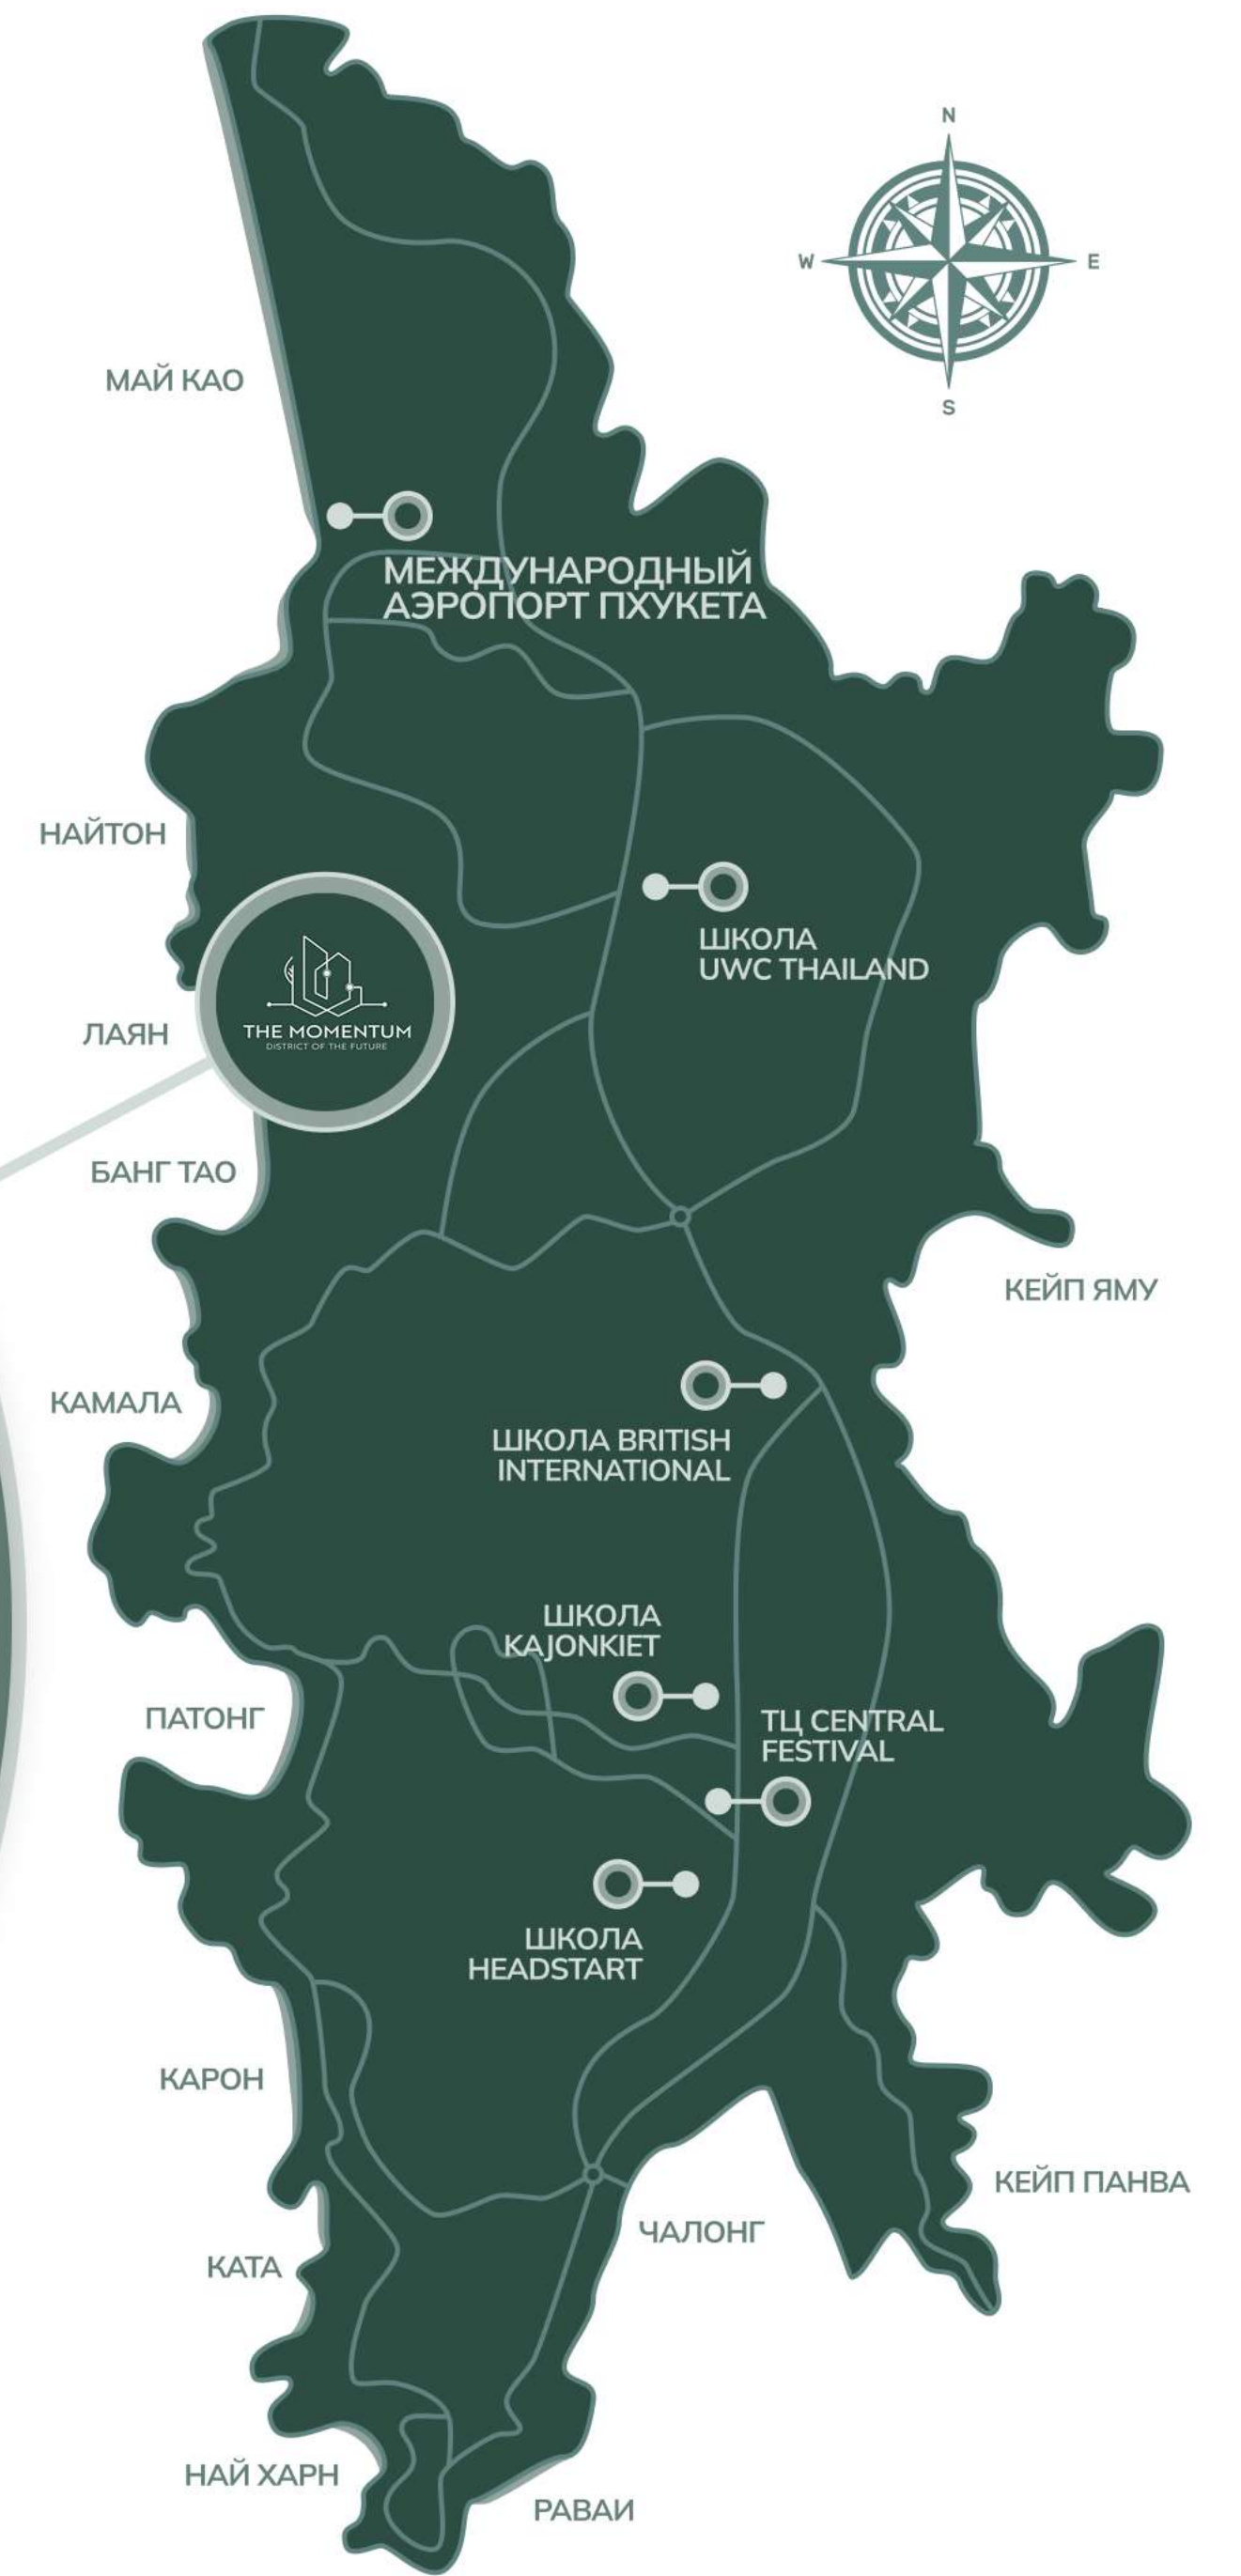 N
W
E
S
МАЙ КАО
МЕЖДУНАРОДНЫЙ
АЭРОПОРТ ПХУКЕТА
НАЙТОН
ШКОЛА
UWC THAILAND
ЛАЯН
THE MOMENTUM
DISTRICT OF THE FUTURE
БАНГ ТАО
КЕЙП ЯМУ
КАМАЛА
ШКОЛА BRITISH
INTERNATIONAL
ШКОЛА
KAJONKIET
ПАТОНГ
ТЦ CENTRAL
FESTIVAL
ШКОЛА
HEADSTART
КАРОН
КЕЙП ПАНВА
ЧАЛОНГ
КАТА
НАЙ ХАРН
РАВАИ